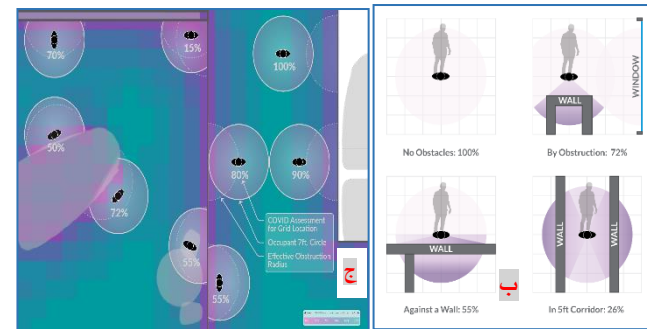 70%
15%
100%
50%
80%
90%
72%
COVID Assessment
for Grid Location
Occupant 7ft. Circle
Effective Obstruction
Radius
55%
55%
ج
No Obstacles: 100%
WALL
WINDOW
By Obstruction: 72%
WALL
Against a Wall: 55%
ب
WALL
WALL
In 5ft Corridor: 26%